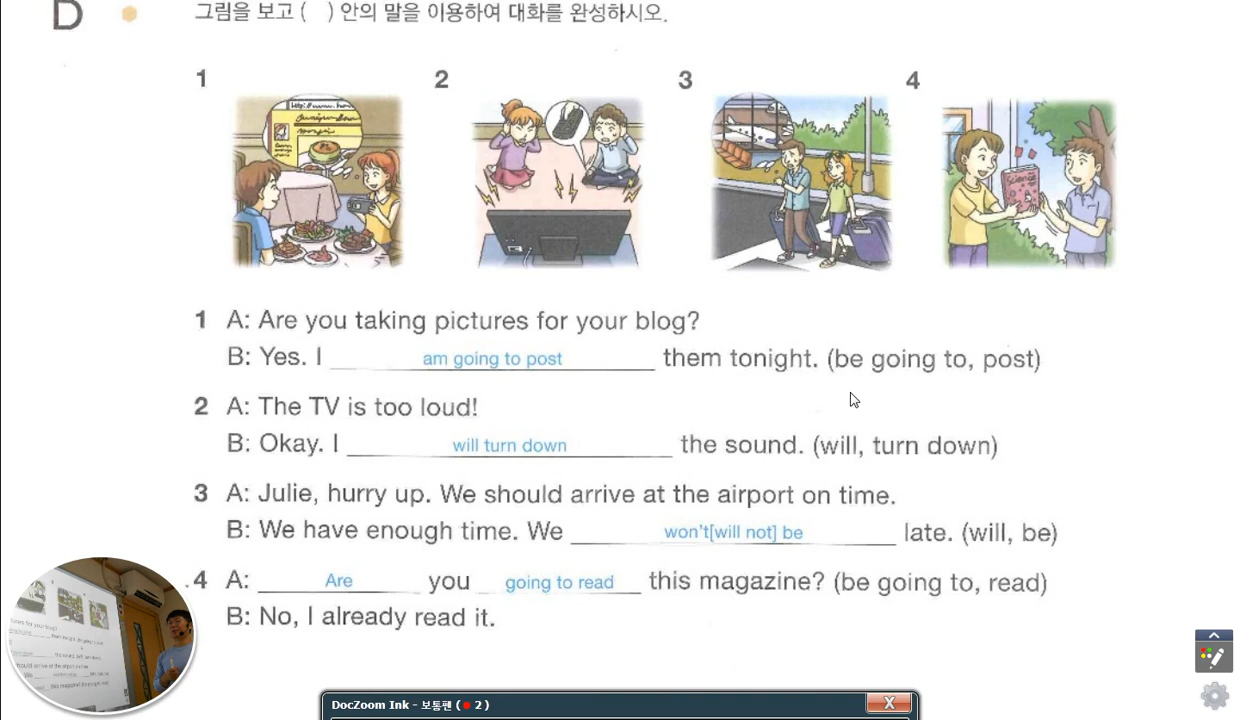 D
그림을 보고 ( ) 안의 말을 이용하여 대화를 완성하시오.
1 2 3 4
Science
1 A: Are you taking pictures for your blog?
B: Yes. I am going to post them tonight. (be going to, post)
2 A: The TV is too loud!
B: Okay. I will turn down the sound. (will, turn down)
3 A: Julie, hurry up. We should arrive at the airport on time.
B: We have enough time. We won't[will not] be late. (will, be)
4 A: Are you going to read this magazine? (be going to, read)
B: No, I already read it.
DocZoom Ink - 보통펜 ( 2 )
X